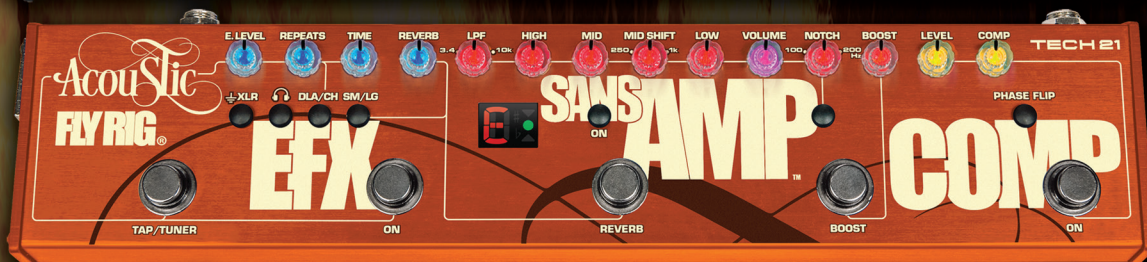 E. LEVEL REPEATS TIME REVERB LPF HIGH MID MID SHIFT LOW VOLUME NOTCH BOOST LEVEL COMP
3.4 10k 250 1k 100 200 Hz
TECH 21
Acoustic
FLY RIG®
XLR DLA/CH SM/LG
PHASE FLIP
E
SANSAMP™
ON
EFX
COMP
TAP/TUNER ON REVERB BOOST ON